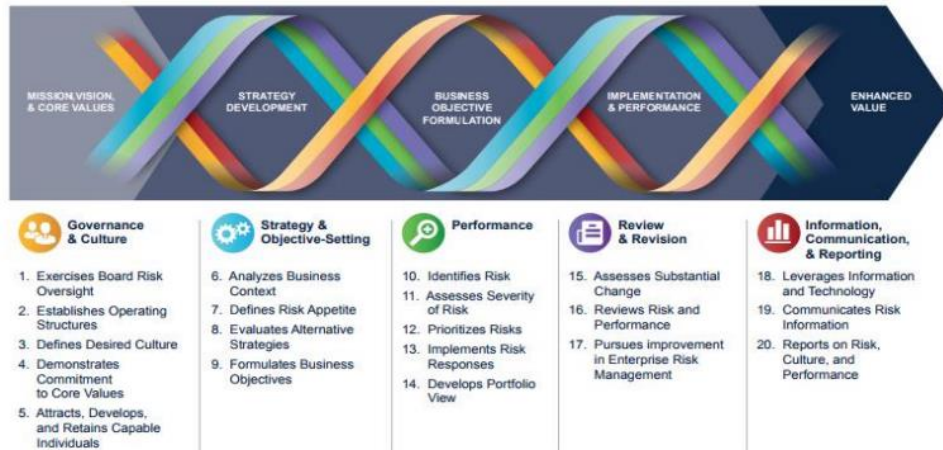 MISSION,VISION,
& CORE VALUES
STRATEGY
DEVELOPMENT
BUSINESS
OBJECTIVE
FORMULATION
IMPLEMENTATION
& PERFORMANCE
ENHANCED
VALUE
Governance
& Culture
1. Exercises Board Risk
Oversight
2. Establishes Operating
Structures
3. Defines Desired Culture
4. Demonstrates
Commitment
to Core Values
5. Attracts, Develops,
and Retains Capable
Individuals
Strategy &
Objective-Setting
6. Analyzes Business
Context
7. Defines Risk Appetite
8. Evaluates Alternative
Strategies
9. Formulates Business
Objectives
Performance
10. Identifies Risk
11. Assesses Severity
of Risk
12. Prioritizes Risks
13. Implements Risk
Responses
14. Develops Portfolio
View
Review
& Revision
15. Assesses Substantial
Change
16. Reviews Risk and
Performance
17. Pursues improvement
in Enterprise Risk
Management
Information,
Communication,
& Reporting
18. Leverages Information
and Technology
19. Communicates Risk
Information
20. Reports on Risk,
Culture, and
Performance